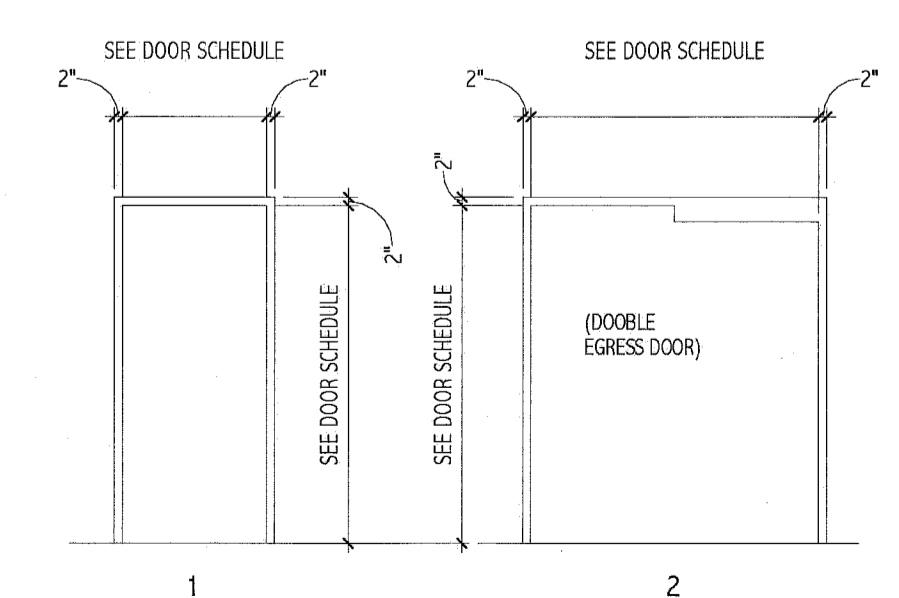 SEE DOOR SCHEDULE
2"
2"
2"
SEE DOOR SCHEDULE
1
SEE DOOR SCHEDULE
2"
2"
2"
SEE DOOR SCHEDULE
(DOOBLE
EGRESS DOOR)
2